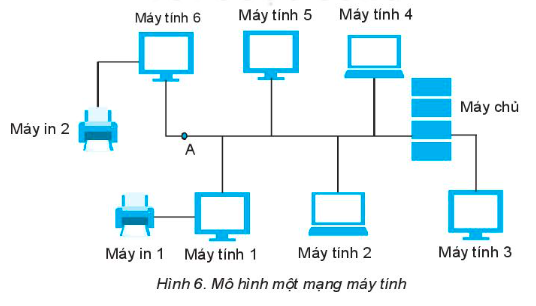 Máy tính 6
Máy tính 5
Máy tính 4
Máy chủ
Máy in 2
A
Máy in 1
Máy tính 1
Máy tính 2
Máy tính 3
Hình 6. Mô hình một mạng máy tính